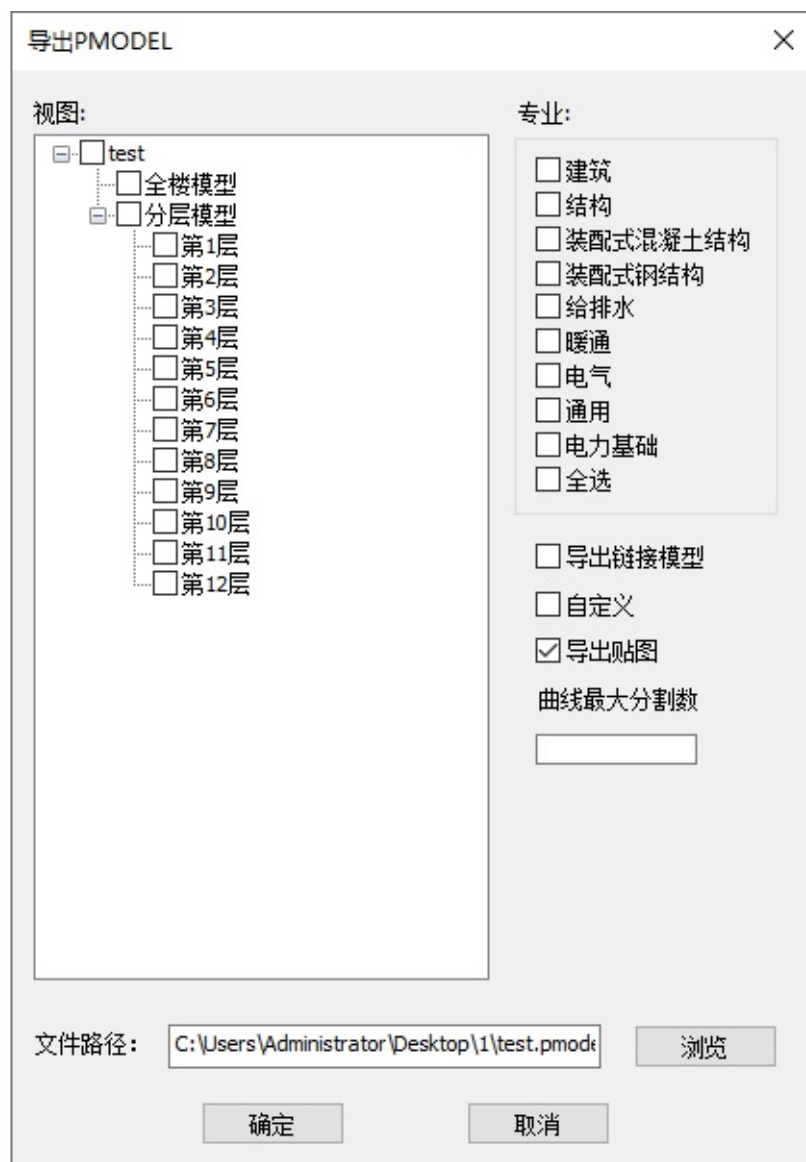 导出PMODEL
视图:
test
全楼模型
分层模型
第1层
第2层
第3层
第4层
第5层
第6层
第7层
第8层
第9层
第10层
第11层
第12层
专业:
建筑
结构
装配式混凝土结构
装配式钢结构
给排水
暖通
电气
通用
电力基础
全选
导出链接模型
自定义
导出贴图
曲线最大分割数
文件路径: C:\Users\Administrator\Desktop\1\test.pmode 浏览
确定 取消